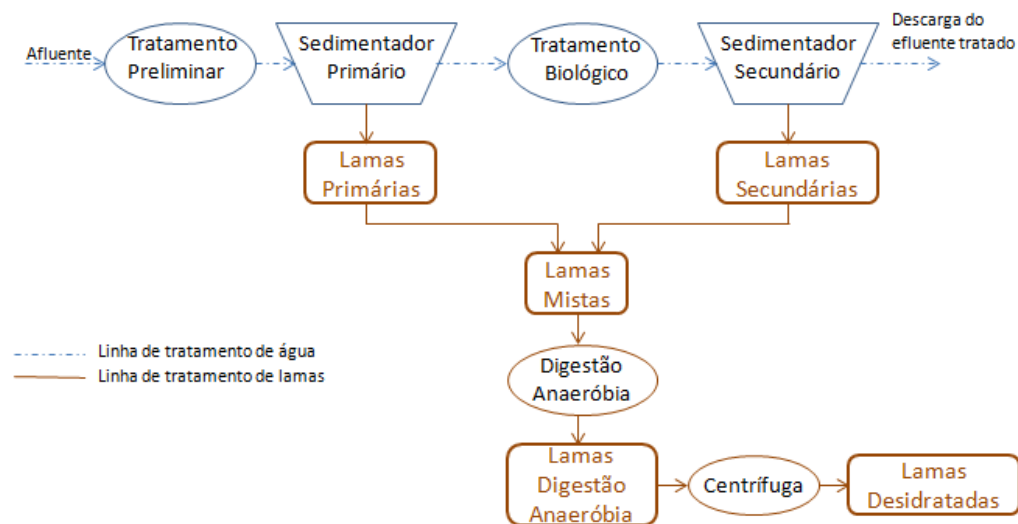 Afluente
Tratamento
Preliminar
Sedimentador
Primário
Tratamento
Biológico
Sedimentador
Secundário
Descarga do
efluente tratado
Lamas
Primárias
Lamas
Secundárias
Lamas
Mistas
Linha de tratamento de água
Linha de tratamento de lamas
Digestão
Anaeróbia
Lamas
Digestão
Anaeróbia
Centrífuga
Lamas
Desidratadas